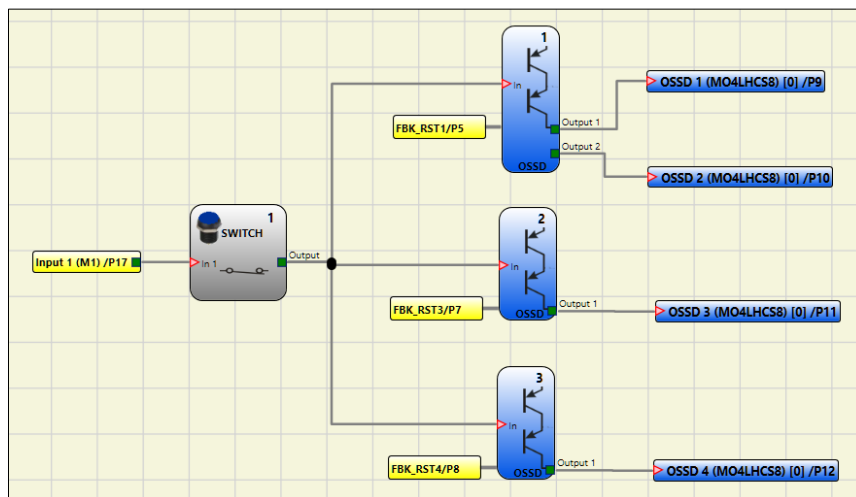 1
In
OSSD 1 (MO4LHCS8) [0] /P9
FBK_RST1/P5
Output 1
Output 2
OSSD
OSSD 2 (MO4LHCS8) [0] /P10
1
SWITCH
Input 1 (M1) /P17
In 1
Output
2
In
FBK_RST3/P7
Output 1
OSSD
OSSD 3 (MO4LHCS8) [0] /P11
3
In
FBK_RST4/P8
Output 1
OSSD
OSSD 4 (MO4LHCS8) [0] /P12